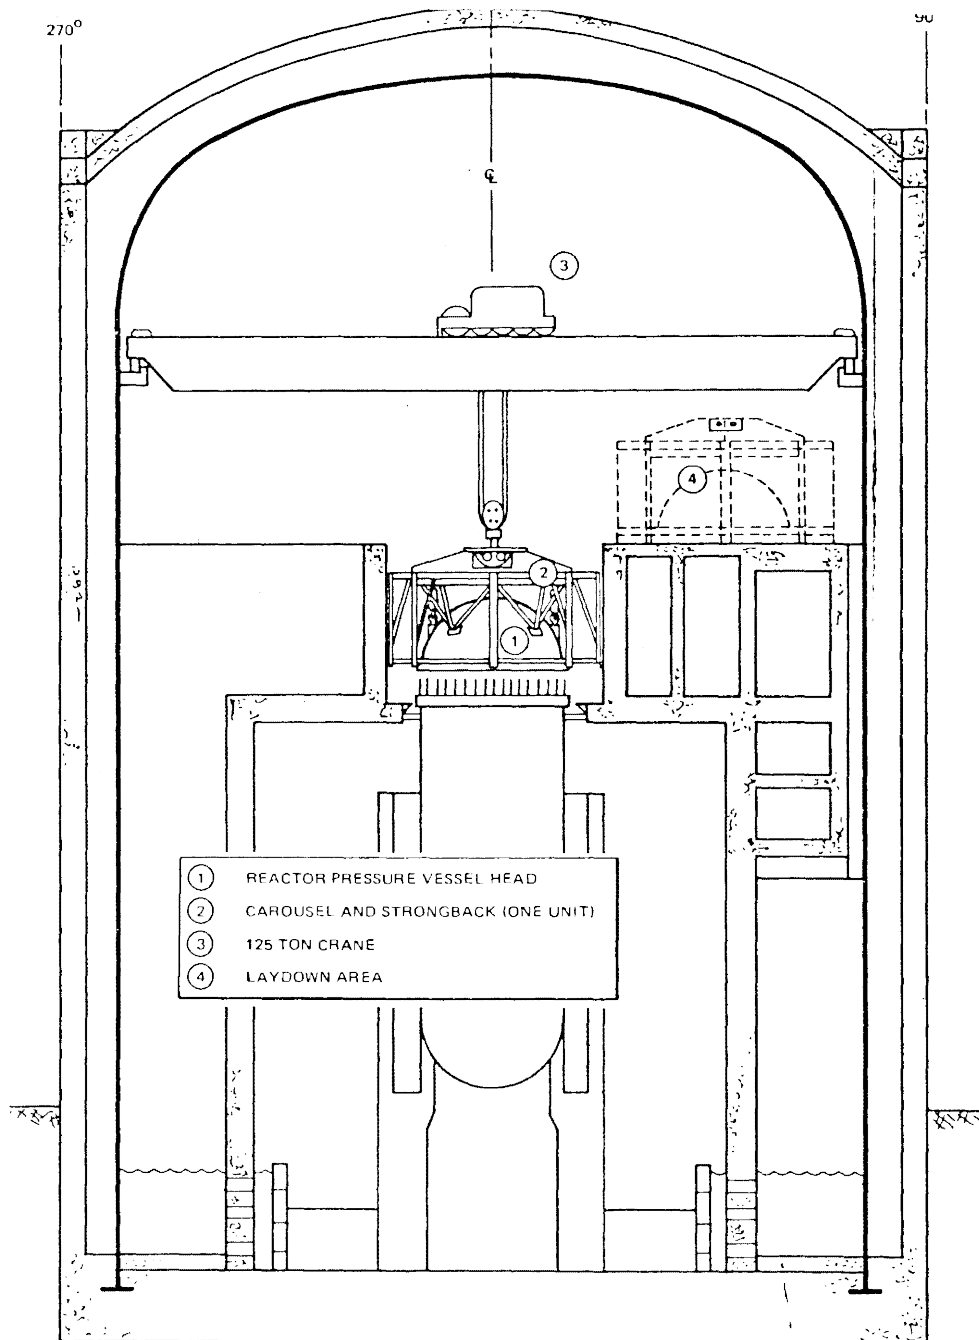 270°
90
℄
3
4
2
1
1 REACTOR PRESSURE VESSEL HEAD
2 CAROUSEL AND STRONGBACK (ONE UNIT)
3 125 TON CRANE
4 LAYDOWN AREA